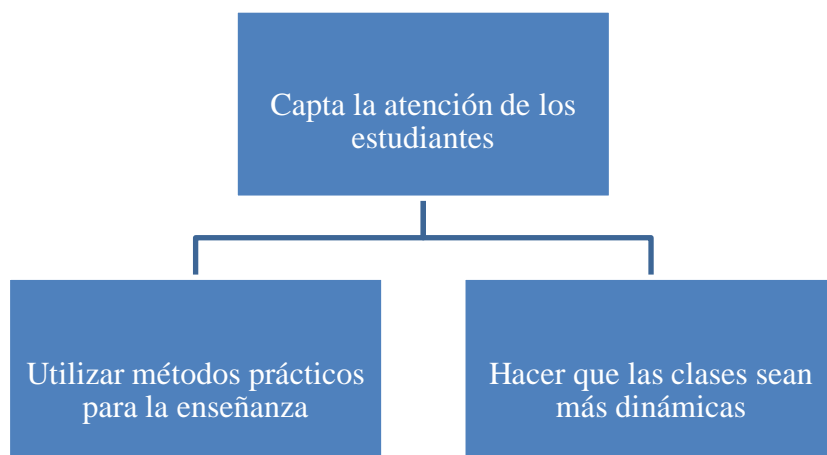 Capta la atención de los
estudiantes
Utilizar métodos prácticos
para la enseñanza
Hacer que las clases sean
más dinámicas